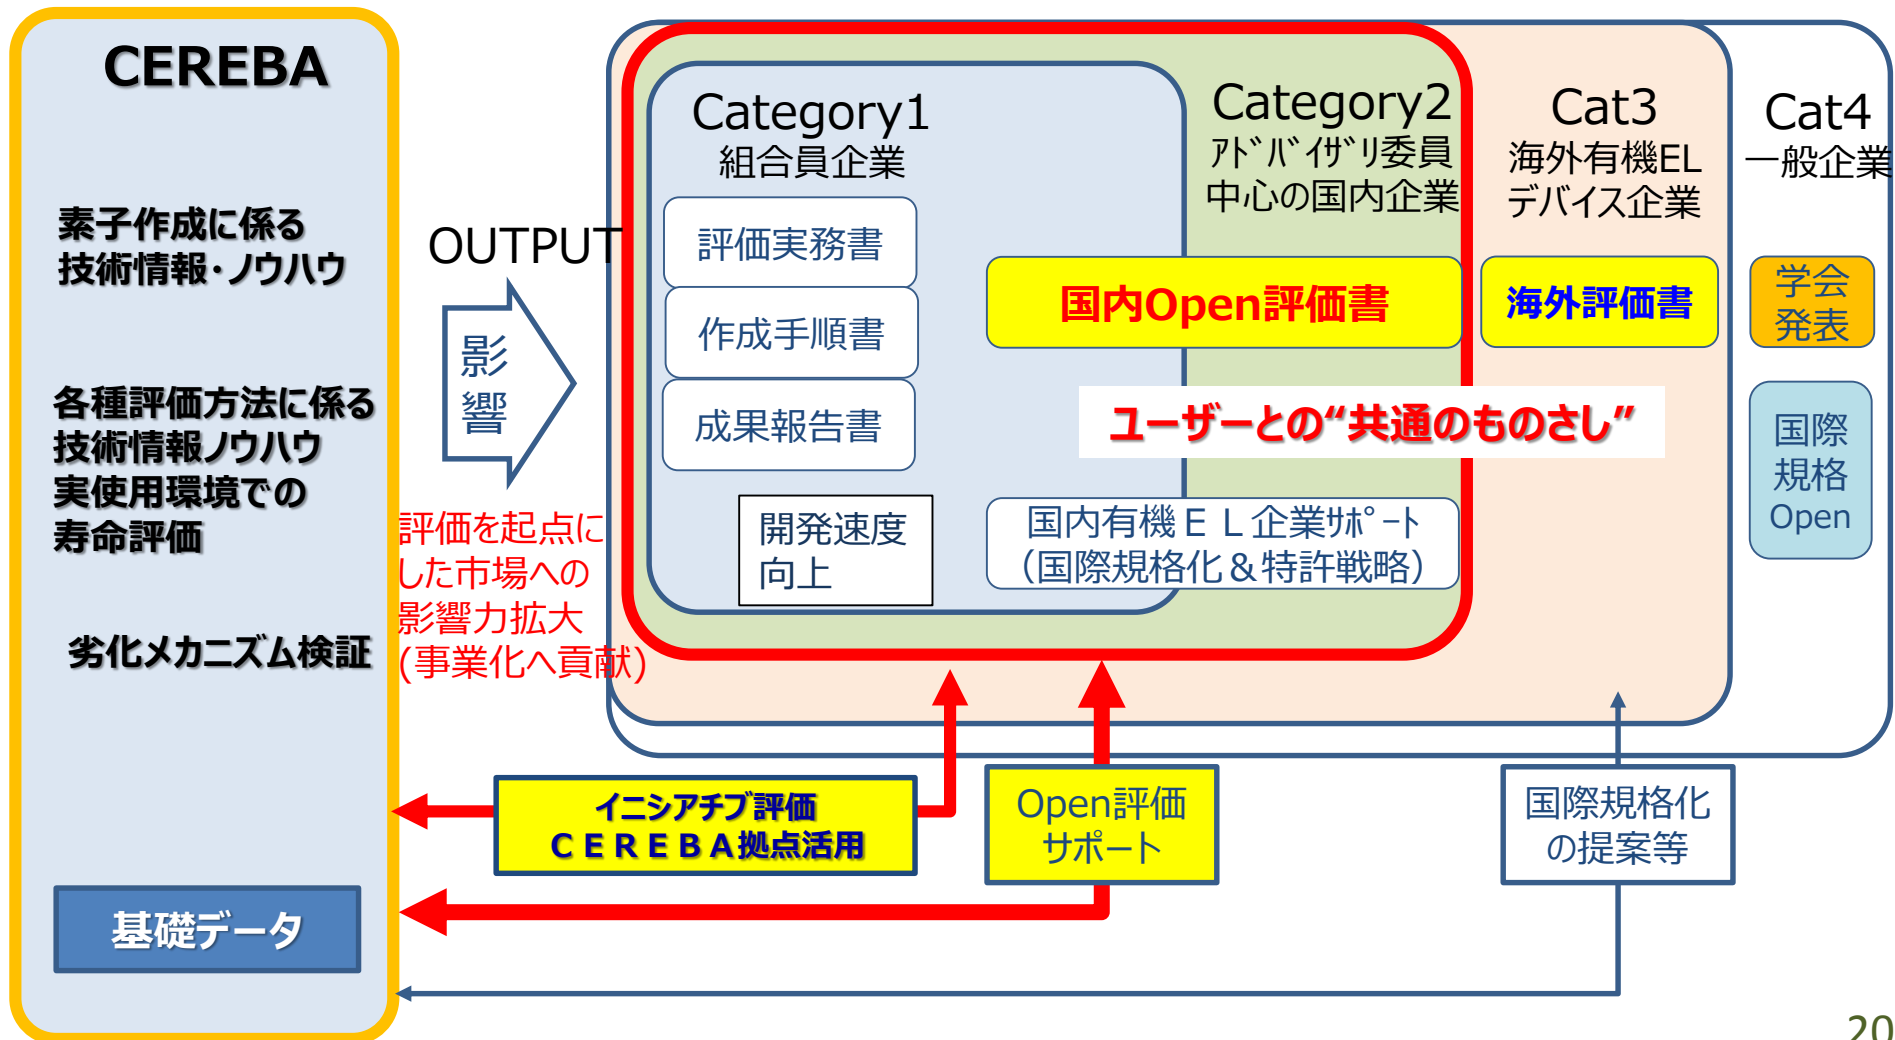 CEREBA
素子作成に係る
技術情報・ノウハウ
各種評価方法に係る
技術情報ノウハウ
実使用環境での
寿命評価
劣化メカニズム検証
基礎データ
OUTPUT
影
響
評価を起点に
した市場への
影響力拡大
(事業化へ貢献)
Category1
組合員企業
評価実務書
作成手順書
成果報告書
開発速度
向上
Category2
ｱﾄﾞﾊﾞｲｻﾞﾘ委員
中心の国内企業
国内Open評価書
ユーザーとの“共通のものさし”
国内有機ＥＬ企業ｻﾎﾟｰﾄ
（国際規格化＆特許戦略）
Cat3
海外有機EL
デバイス企業
海外評価書
Cat4
一般企業
学会
発表
国際
規格
Open
イニシアチブ評価
ＣＥＲＥＢＡ拠点活用
Open評価
サポート
国際規格化
の提案等
20